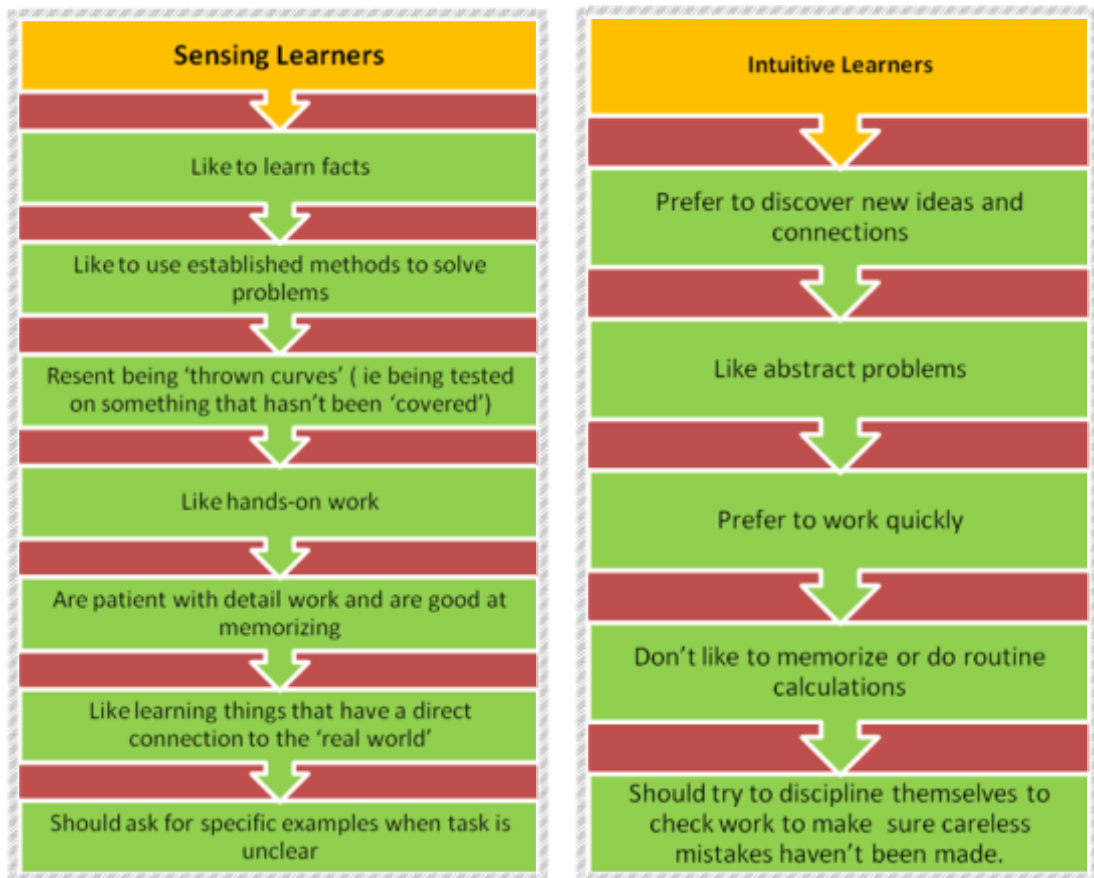 Sensing Learners
Like to learn facts
Like to use established methods to solve
problems
Resent being ‘thrown curves’ ( ie being tested
on something that hasn’t been ‘covered’)
Like hands-on work
Are patient with detail work and are good at
memorizing
Like learning things that have a direct
connection to the ‘real world’
Should ask for specific examples when task is
unclear
Intuitive Learners
Prefer to discover new ideas and
connections
Like abstract problems
Prefer to work quickly
Don’t like to memorize or do routine
calculations
Should try to discipline themselves to
check work to make  sure careless
mistakes haven’t been made.